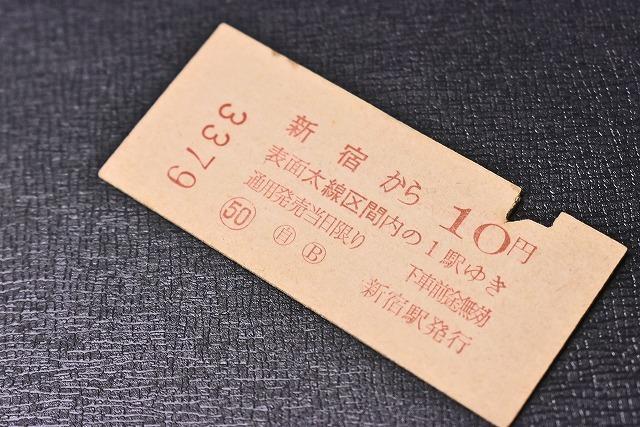 3379
新宿から 10円
表面太線区間内の1駅ゆき
通用発売当日限り 下車前途無効
㊿ 自 B 新宿駅発行